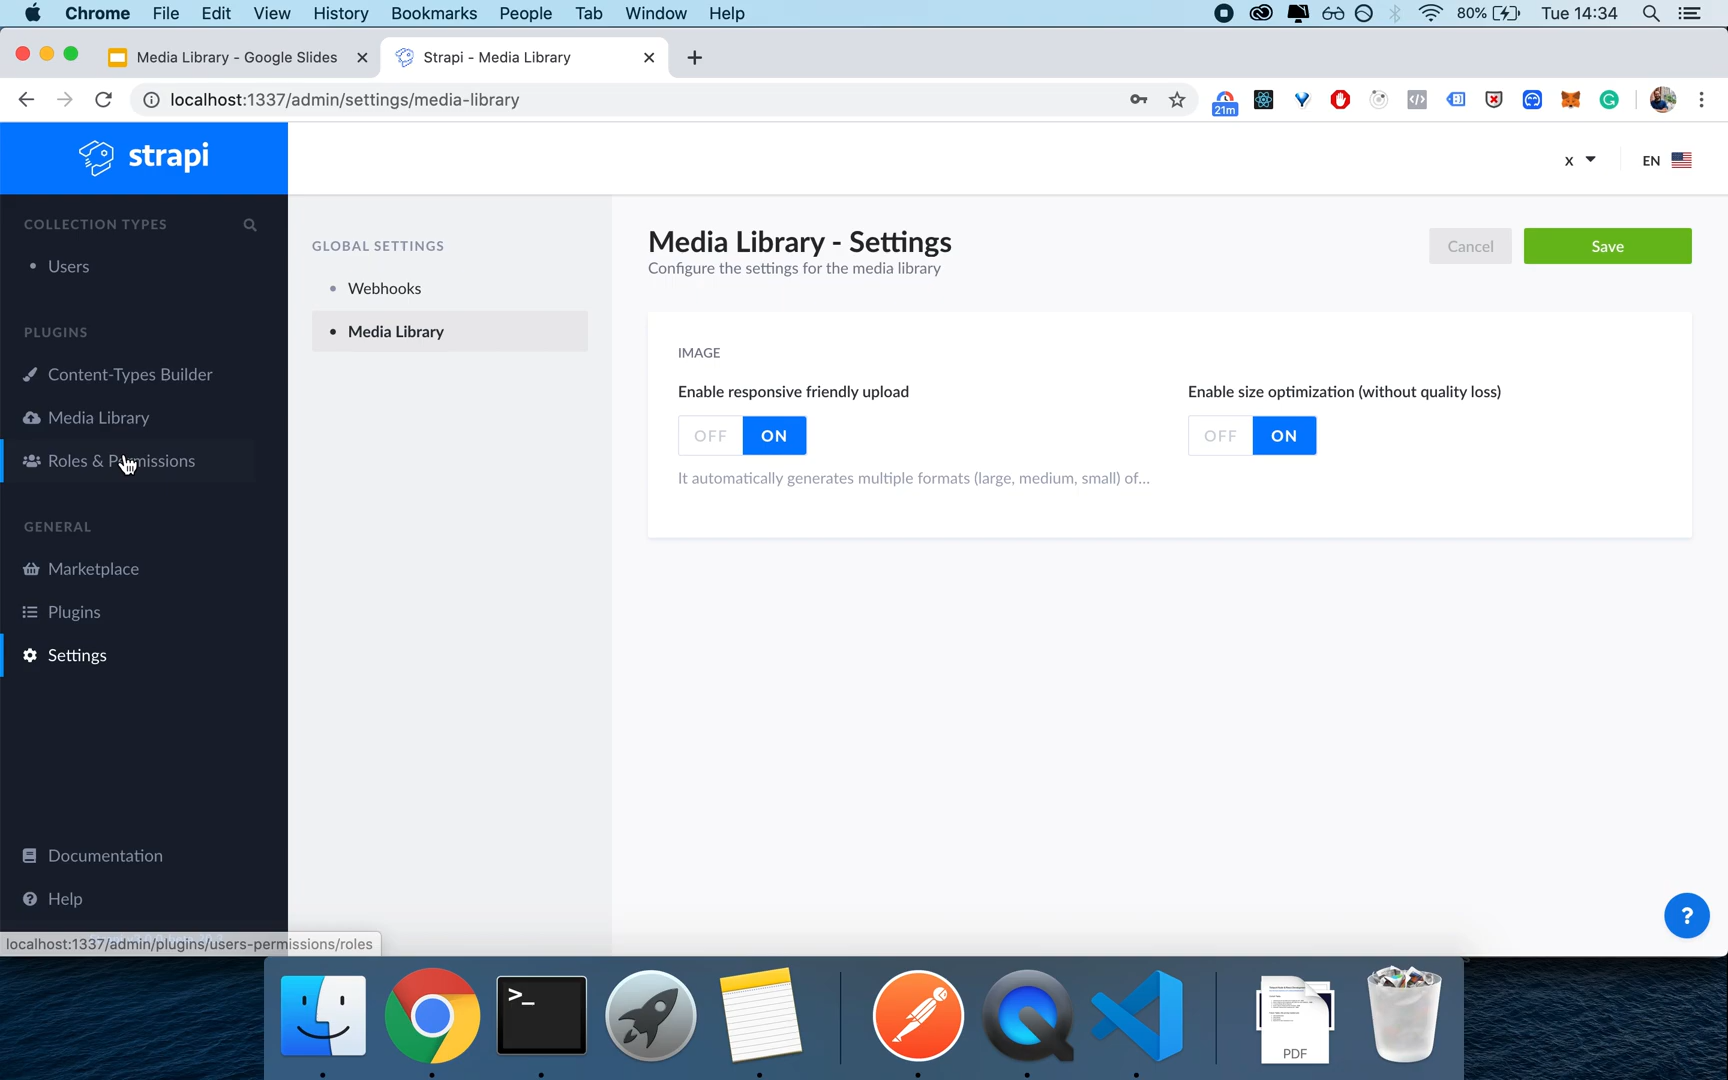 Chrome File Edit View History Bookmarks People Tab Window Help 80% Tue 14:34
Media Library - Google Slides
Strapi - Media Library
localhost:1337/admin/settings/media-library
21m
strapi
x EN
COLLECTION TYPES
Users
PLUGINS
Content-Types Builder
Media Library
Roles & Permissions
GENERAL
Marketplace
Plugins
Settings
Documentation
Help
localhost:1337/admin/plugins/users-permissions/roles
GLOBAL SETTINGS
Webhooks
Media Library
Media Library - Settings
Configure the settings for the media library
Cancel Save
IMAGE
Enable responsive friendly upload
OFF ON
It automatically generates multiple formats (large, medium, small) of...
Enable size optimization (without quality loss)
OFF ON
?
>_
PDF